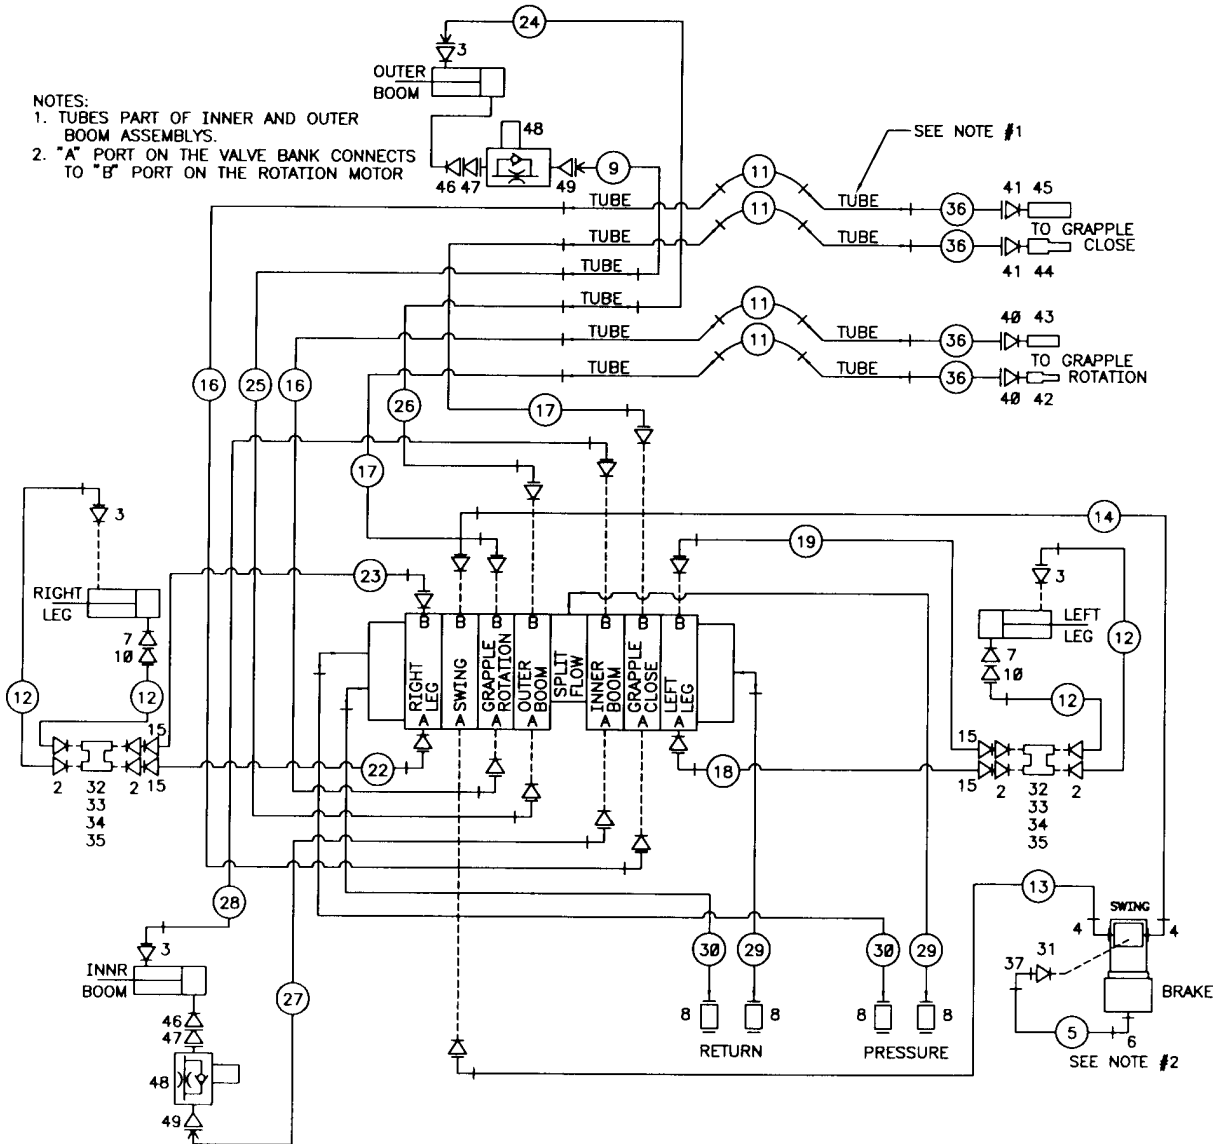 24
3
OUTER
BOOM
NOTES:
1. TUBES PART OF INNER AND OUTER
BOOM ASSEMBLYS.
2. "A" PORT ON THE VALVE BANK CONNECTS
TO "B" PORT ON THE ROTATION MOTOR
48
46 47
49
9
SEE NOTE #1
TUBE
11
TUBE
36
41 45
TO GRAPPLE
CLOSE
TUBE
11
TUBE
36
41 44
TUBE
TUBE
TUBE
11
TUBE
36
40 43
TO GRAPPLE
ROTATION
TUBE
11
TUBE
36
40 42
16
25
16
26
17
17
3
14
19
23
3
RIGHT
LEG
LEFT
LEG
7
10
7
10
12
12
12
12
B
B
B
B
B
B
B
RIGHT
LEG
SWING
GRAPPLE
ROTATION
OUTER
BOOM
SPLIT
FLOW
INNER
BOOM
GRAPPLE
CLOSE
LEFT
LEG
A
A
A
A
A
A
A
15
15
2
32
33
34
35
2
22
18
15
15
2
32
33
34
35
2
28
13
SWING
4
4
3
INNR
BOOM
27
30
29
30
29
37
31
BRAKE
46
47
8
8
8
8
RETURN
PRESSURE
5
6
SEE NOTE #2
48
49